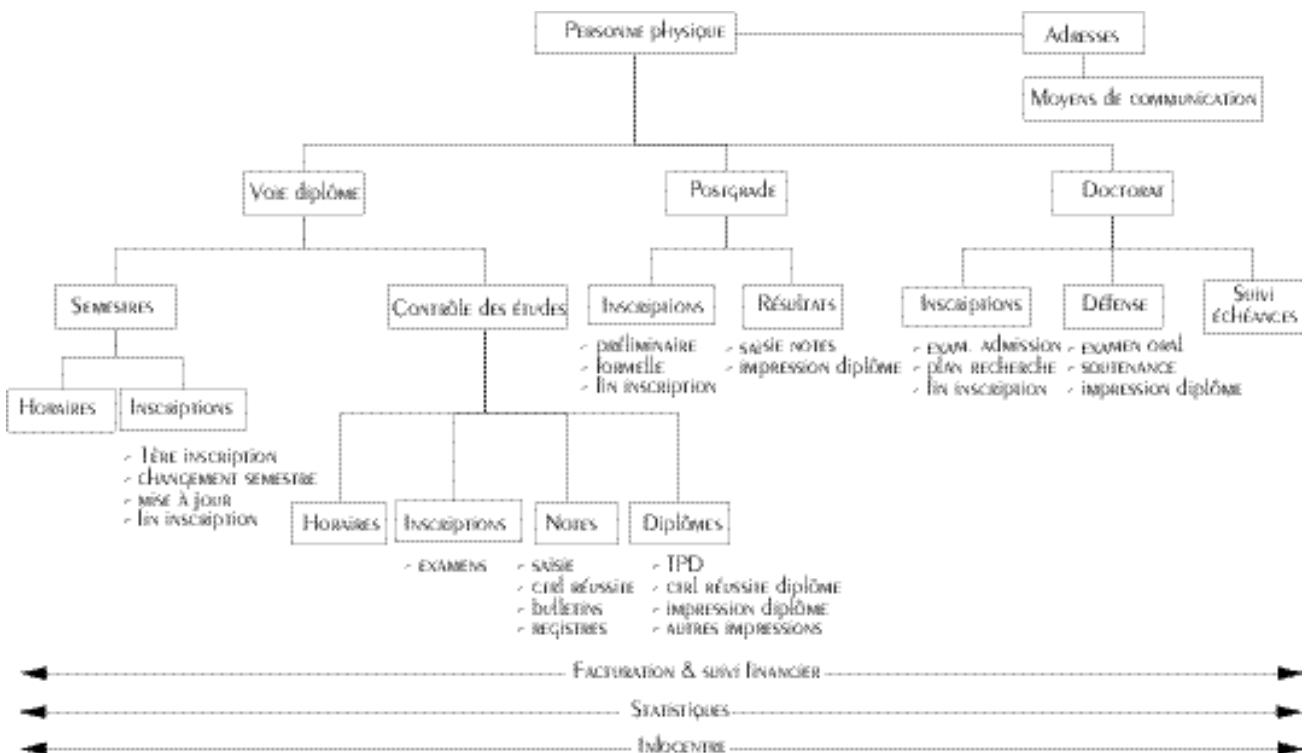 Personne physique
Adresses
Moyens de communication
Voie diplôme
Postgrade
Doctorat
Semestres
Contrôle des études
Inscriptions
Résultats
Inscriptions
Défense
Suivi
échéances
préliminaire
formelle
fin inscription
saisie notes
impression diplôme
exam. admission
plan recherche
fin inscription
examen oral
soutenance
impression diplôme
Horaires
Inscriptions
1ère inscription
changement semestre
mise à jour
fin inscription
Horaires
Inscriptions
Notes
Diplômes
examens
saisie
ctrl réussite
bulletins
registres
TPD
ctrl réussite diplôme
impression diplôme
autres impressions
Facturation & suivi financier
Statistiques
Infocentre